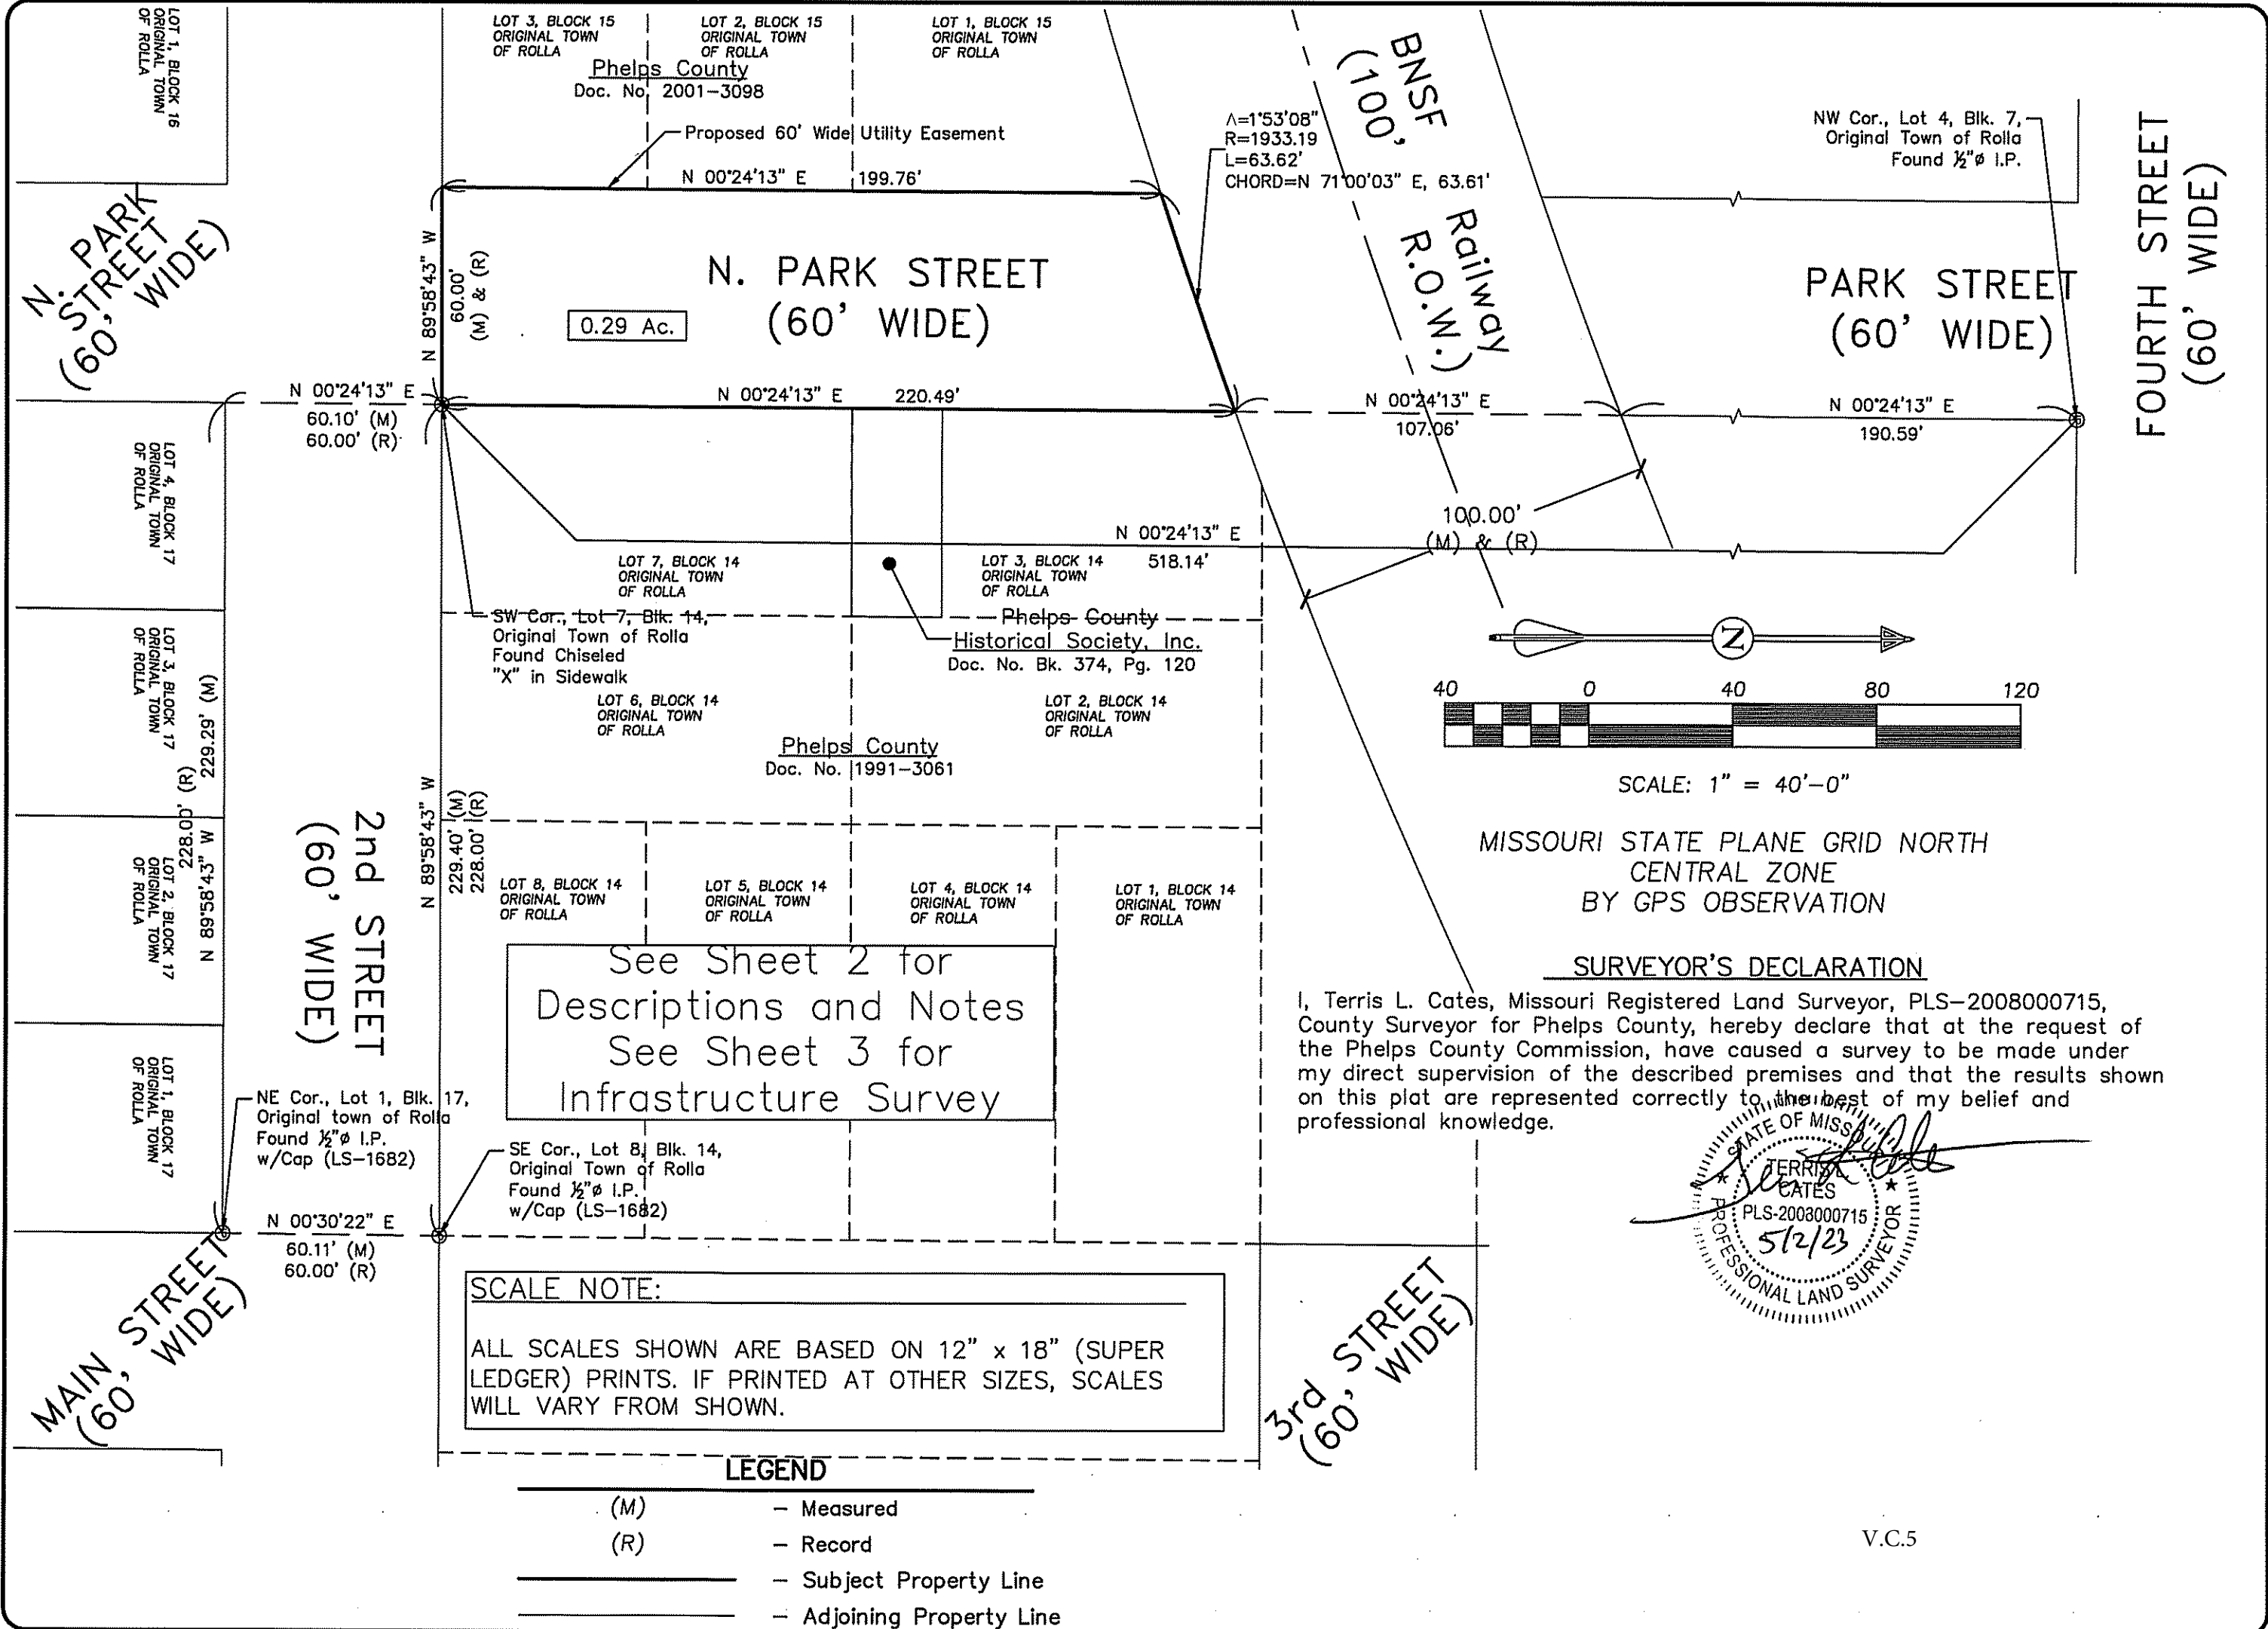 LOT 1, BLOCK 16
ORIGINAL TOWN
OF ROLLA
LOT 3, BLOCK 15
ORIGINAL TOWN
OF ROLLA
LOT 2, BLOCK 15
ORIGINAL TOWN
OF ROLLA
LOT 1, BLOCK 15
ORIGINAL TOWN
OF ROLLA
Phelps County
Doc. No. 2001-3098
Proposed 60' Wide Utility Easement
N 00°24'13" E 199.76'
BNSF Railway
(100' R.O.W.)
Λ=1°53'08"
R=1933.19
L=63.62'
CHORD=N 71°00'03" E, 63.61'
NW Cor., Lot 4, Blk. 7,
Original Town of Rolla
Found ½"ø I.P.
FOURTH STREET
(60' WIDE)
N. PARK
STREET
(60' WIDE)
N 89°58'43" W
60.00'
(M) & (R)
N. PARK STREET
(60' WIDE)
0.29 Ac.
PARK STREET
(60' WIDE)
N 00°24'13" E
60.10' (M)
60.00' (R)
N 00°24'13" E 220.49'
N 00°24'13" E
107.06'
N 00°24'13" E
190.59'
LOT 4, BLOCK 17
ORIGINAL TOWN
OF ROLLA
100.00'
(M) & (R)
N 00°24'13" E
518.14'
LOT 7, BLOCK 14
ORIGINAL TOWN
OF ROLLA
LOT 3, BLOCK 14
ORIGINAL TOWN
OF ROLLA
SW Cor., Lot 7, Blk. 14,
Original Town of Rolla
Found Chiseled
"X" in Sidewalk
Phelps County
Historical Society, Inc.
Doc. No. Bk. 374, Pg. 120
N
LOT 3, BLOCK 17
ORIGINAL TOWN
OF ROLLA
229.29' (M)
228.00' (R)
N 89°58'43" W
LOT 6, BLOCK 14
ORIGINAL TOWN
OF ROLLA
LOT 2, BLOCK 14
ORIGINAL TOWN
OF ROLLA
Phelps County
Doc. No. 1991-3061
40 0 40 80 120
SCALE: 1" = 40'-0"
MISSOURI STATE PLANE GRID NORTH
CENTRAL ZONE
BY GPS OBSERVATION
LOT 2, BLOCK 17
ORIGINAL TOWN
OF ROLLA
2nd STREET
(60' WIDE)
N 89°58'43" W
229.40' (M)
228.00' (R)
LOT 8, BLOCK 14
ORIGINAL TOWN
OF ROLLA
LOT 5, BLOCK 14
ORIGINAL TOWN
OF ROLLA
LOT 4, BLOCK 14
ORIGINAL TOWN
OF ROLLA
LOT 1, BLOCK 14
ORIGINAL TOWN
OF ROLLA
See Sheet 2 for
Descriptions and Notes
See Sheet 3 for
Infrastructure Survey
SURVEYOR'S DECLARATION
I, Terris L. Cates, Missouri Registered Land Surveyor, PLS-2008000715,
County Surveyor for Phelps County, hereby declare that at the request of
the Phelps County Commission, have caused a survey to be made under
my direct supervision of the described premises and that the results shown
on this plat are represented correctly to the best of my belief and
professional knowledge.
STATE OF MISSOURI
TERRIS L.
CATES
PLS-2008000715
5/2/23
PROFESSIONAL LAND SURVEYOR
LOT 1, BLOCK 17
ORIGINAL TOWN
OF ROLLA
NE Cor., Lot 1, Blk. 17,
Original town of Rolla
Found ½"ø I.P.
w/Cap (LS-1682)
SE Cor., Lot 8, Blk. 14,
Original Town of Rolla
Found ½"ø I.P.
w/Cap (LS-1682)
N 00°30'22" E
60.11' (M)
60.00' (R)
MAIN STREET
(60' WIDE)
3rd STREET
(60' WIDE)
SCALE NOTE:
ALL SCALES SHOWN ARE BASED ON 12" x 18" (SUPER
LEDGER) PRINTS. IF PRINTED AT OTHER SIZES, SCALES
WILL VARY FROM SHOWN.
LEGEND
(M) - Measured
(R) - Record
- Subject Property Line
- Adjoining Property Line
V.C.5